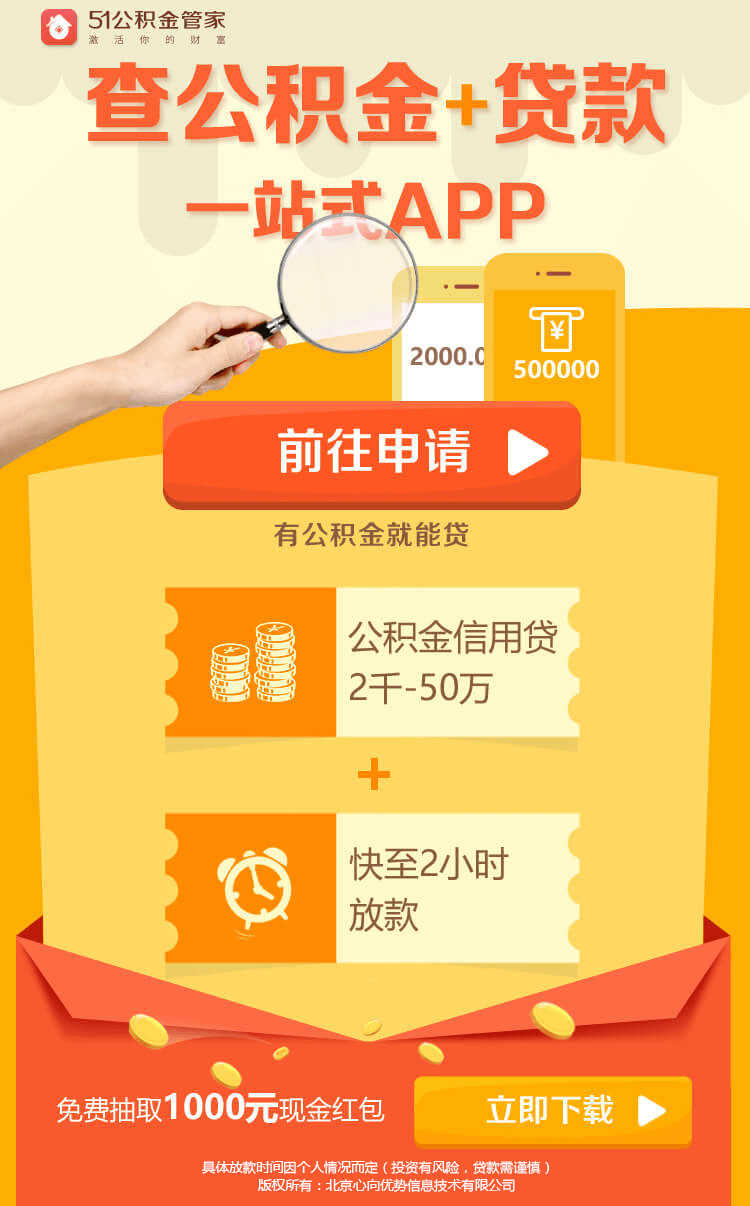 51公积金管家
激活你的财富
查公积金+贷款
一站式APP
2000.0
¥
500000
前往申请
有公积金就能贷
公积金信用贷
2千-50万
+
快至2小时
放款
免费抽取1000元现金红包
立即下载
具体放款时间因个人情况而定（投资有风险，贷款需谨慎）
版权所有：北京心向优势信息技术有限公司